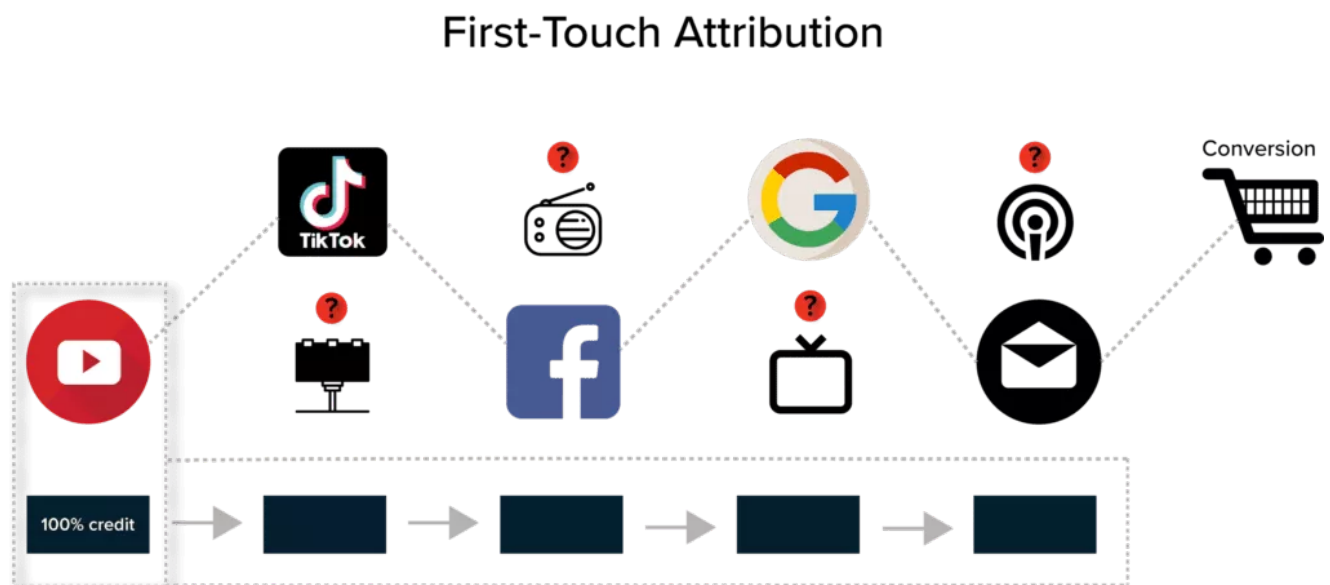 First-Touch Attribution
Conversion
TikTok
?
?
?
?
100% credit